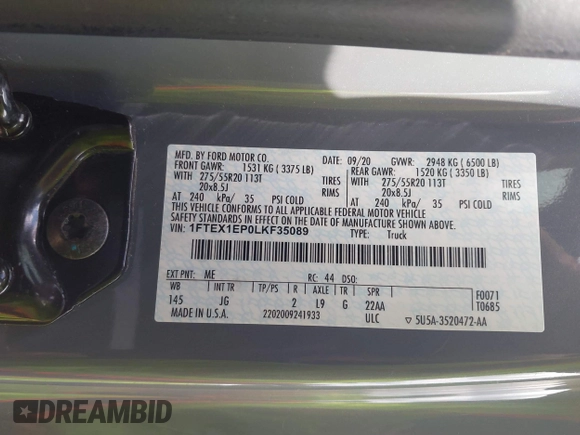 MFD. BY FORD MOTOR CO.
DATE: 09/20 GVWR: 2948 KG ( 6500 LB)
FRONT GAWR: 1531 KG ( 3375 LB) REAR GAWR: 1520 KG ( 3350 LB)
WITH 275/55R20 113T TIRES WITH 275/55R20 113T TIRES
20x8.5J 20x8.5J RIMS
AT 240 kPa/ 35 PSI COLD AT 240 kPa/ 35 PSI COLD
THIS VEHICLE CONFORMS TO ALL APPLICABLE FEDERAL MOTOR VEHICLE
SAFETY STANDARDS IN EFFECT ON THE DATE OF MANUFACTURE SHOWN ABOVE.
VIN: 1FTEX1EP0LKF35089
TYPE: Truck
EXT PNT: ME RC: 44 DSO: F0071
WB INT TR TP/PS R AXLE TR SPR T0685
145 JG 2 L9 G 22AA
MADE IN U.S.A. 2202009241933 ULC ▽ 5U5A-3520472-AA
DREAMBID